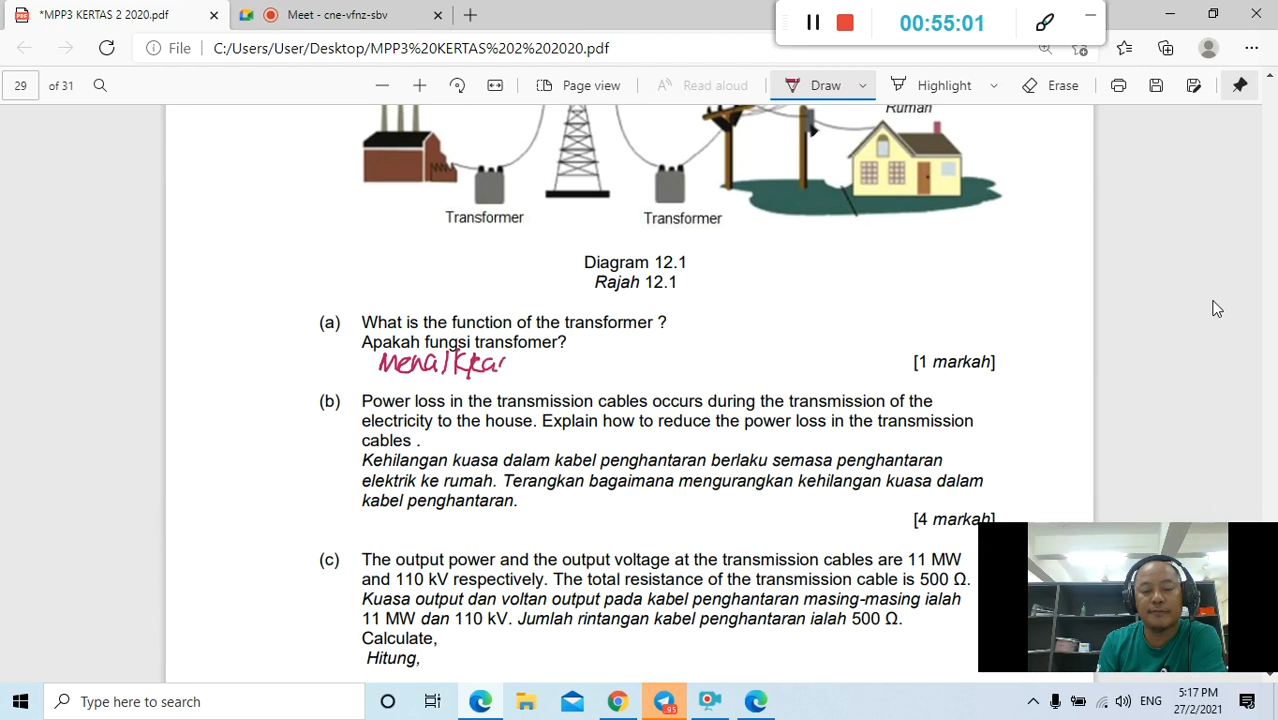 *MPP3 KERTAS 2 2020.pdf
Meet - cne-vfnz-sbv
00:55:01
File
C:/Users/User/Desktop/MPP3%20KERTAS%202%202020.pdf
29 of 31
Page view
Read aloud
Draw
Highlight
Erase
Rumah
Transformer
Transformer
Diagram 12.1
Rajah 12.1
(a) What is the function of the transformer ?
Apakah fungsi transfomer?
[1 markah]
(b) Power loss in the transmission cables occurs during the transmission of the
electricity to the house. Explain how to reduce the power loss in the transmission
cables .
Kehilangan kuasa dalam kabel penghantaran berlaku semasa penghantaran
elektrik ke rumah. Terangkan bagaimana mengurangkan kehilangan kuasa dalam
kabel penghantaran.
[4 markah]
(c) The output power and the output voltage at the transmission cables are 11 MW
and 110 kV respectively. The total resistance of the transmission cable is 500 Ω.
Kuasa output dan voltan output pada kabel penghantaran masing-masing ialah
11 MW dan 110 kV. Jumlah rintangan kabel penghantaran ialah 500 Ω.
Calculate,
Hitung,
Type here to search
95
ENG
5:17 PM
27/2/2021